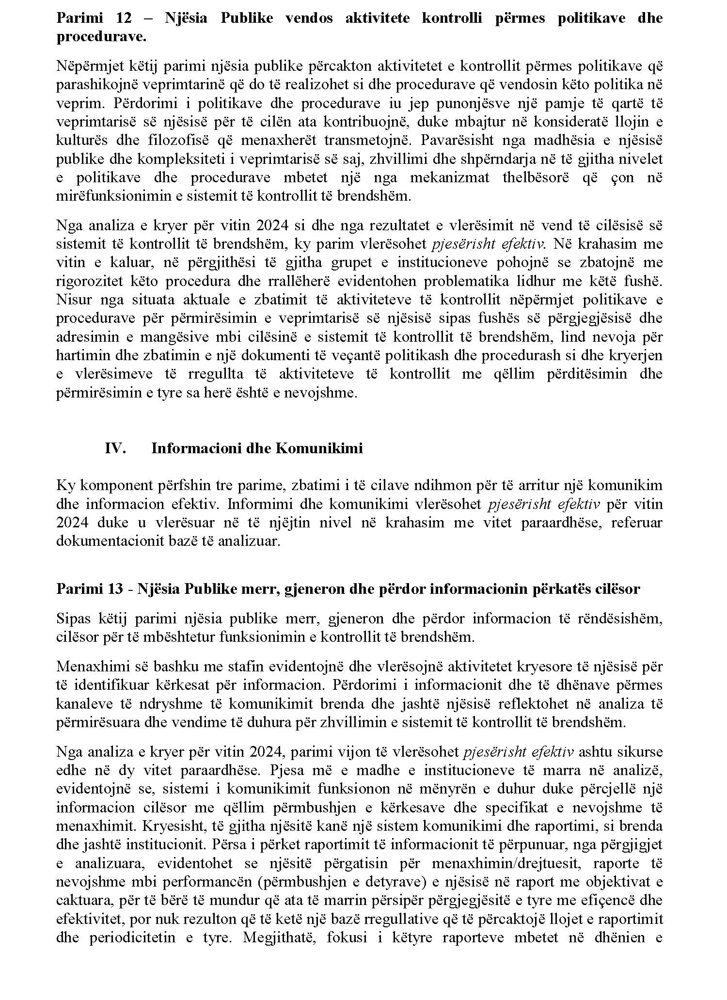 Parimi 12 – Njësia Publike vendos aktivitete kontrolli përmes politikave dhe
procedurave.
Nëpërmjet këtij parimi njësia publike përcakton aktivitetet e kontrollit përmes politikave që
parashikojnë veprimtarinë që do të realizohet si dhe procedurave që vendosin këto politika në
veprim. Përdorimi i politikave dhe procedurave iu jep punonjësve një pamje të qartë të
veprimtarisë së njësisë për të cilën ata kontribuojnë, duke mbajtur në konsideratë llojin e
kulturës dhe filozofisë që menaxherët transmetojnë. Pavarësisht nga madhësia e njësisë
publike dhe kompleksiteti i veprimtarisë së saj, zhvillimi dhe shpërndarja në të gjitha nivelet
e politikave dhe procedurave mbetet një nga mekanizmat thelbësorë që çon në
mirëfunksionimin e sistemit të kontrollit të brendshëm.
Nga analiza e kryer për vitin 2024 si dhe nga rezultatet e vlerësimit në vend të cilësisë së
sistemit të kontrollit të brendshëm, ky parim vlerësohet pjesërisht efektiv. Në krahasim me
vitin e kaluar, në përgjithësi të gjitha grupet e institucioneve pohojnë se zbatojnë me
rigorozitet këto procedura dhe rrallëherë evidentohen problematika lidhur me këtë fushë.
Nisur nga situata aktuale e zbatimit të aktiviteteve të kontrollit nëpërmjet politikave e
procedurave për përmirësimin e veprimtarisë së njësisë sipas fushës së përgjegjësisë dhe
adresimin e mangësive mbi cilësinë e sistemit të kontrollit të brendshëm, lind nevoja për
hartimin dhe zbatimin e një dokumenti të veçantë politikash dhe procedurash si dhe kryerjen
e vlerësimeve të rregullta të aktiviteteve të kontrollit me qëllim përditësimin dhe
përmirësimin e tyre sa herë është e nevojshme.
IV. Informacioni dhe Komunikimi
Ky komponent përfshin tre parime, zbatimi i të cilave ndihmon për të arritur një komunikim
dhe informacion efektiv. Informimi dhe komunikimi vlerësohet pjesërisht efektiv për vitin
2024 duke u vlerësuar në të njëjtin nivel në krahasim me vitet paraardhëse, referuar
dokumentacionit bazë të analizuar.
Parimi 13 - Njësia Publike merr, gjeneron dhe përdor informacionin përkatës cilësor
Sipas këtij parimi njësia publike merr, gjeneron dhe përdor informacion të rëndësishëm,
cilësor për të mbështetur funksionimin e kontrollit të brendshëm.
Menaxhimi së bashku me stafin evidentojnë dhe vlerësojnë aktivitetet kryesore të njësisë për
të identifikuar kërkesat për informacion. Përdorimi i informacionit dhe të dhënave përmes
kanaleve të ndryshme të komunikimit brenda dhe jashtë njësisë reflektohet në analiza të
përmirësuara dhe vendime të duhura për zhvillimin e sistemit të kontrollit të brendshëm.
Nga analiza e kryer për vitin 2024, parimi vijon të vlerësohet pjesërisht efektiv ashtu sikurse
edhe në dy vitet paraardhëse. Pjesa më e madhe e institucioneve të marra në analizë,
evidentojnë se, sistemi i komunikimit funksionon në mënyrën e duhur duke përcjellë një
informacion cilësor me qëllim përmbushjen e kërkesave dhe specifikat e nevojshme të
menaxhimit. Kryesisht, të gjitha njësitë kanë një sistem komunikimi dhe raportimi, si brenda
dhe jashtë institucionit. Përsa i përket raportimit të informacionit të përpunuar, nga përgjigjet
e analizuara, evidentohet se njësitë përgatisin për menaxhimin/drejtuesit, raporte të
nevojshme mbi performancën (përmbushjen e detyrave) e njësisë në raport me objektivat e
caktuara, për të bërë të mundur që ata të marrin përsipër përgjegjësitë e tyre me efiçencë dhe
efektivitet, por nuk rezulton që të ketë një bazë rregullative që të përcaktojë llojet e raportimit
dhe periodicitetin e tyre. Megjithatë, fokusi i këtyre raporteve mbetet në dhënien e